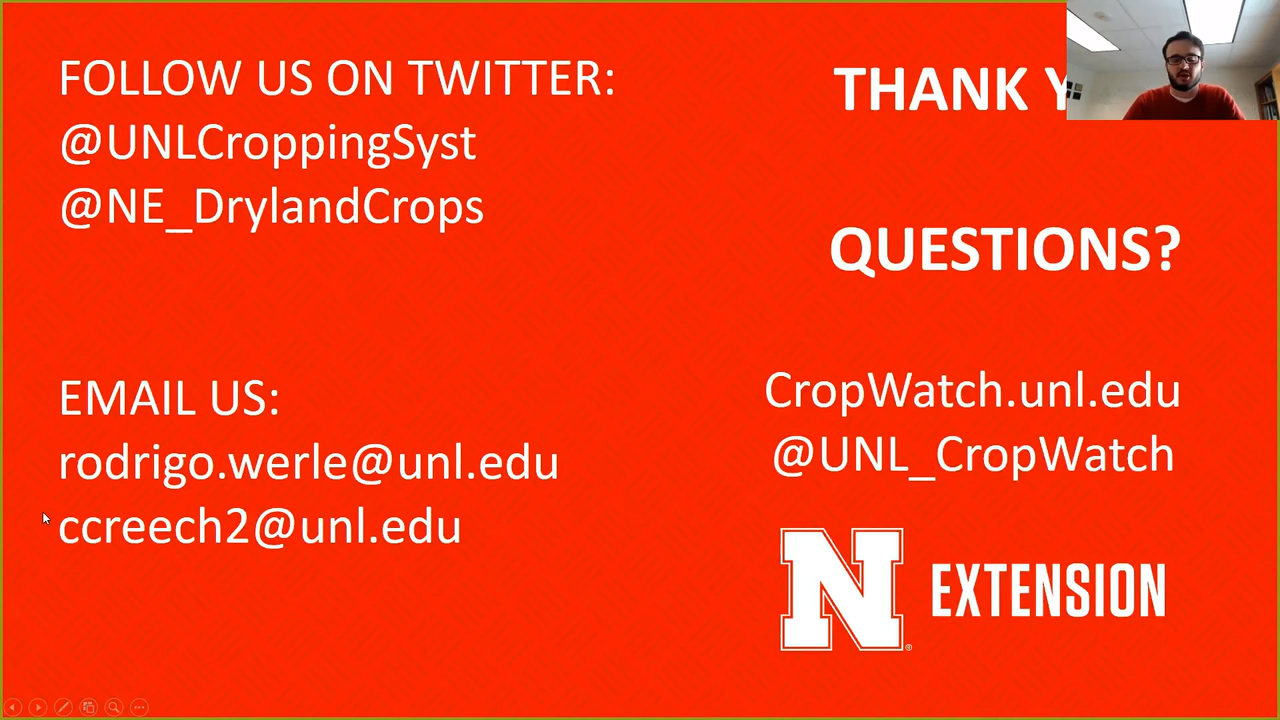 FOLLOW US ON TWITTER:
@UNLCroppingSyst
@NE_DrylandCrops
EMAIL US:
rodrigo.werle@unl.edu
ccreech2@unl.edu
THANK
QUESTIONS?
CropWatch.unl.edu
@UNL_CropWatch
N EXTENSION